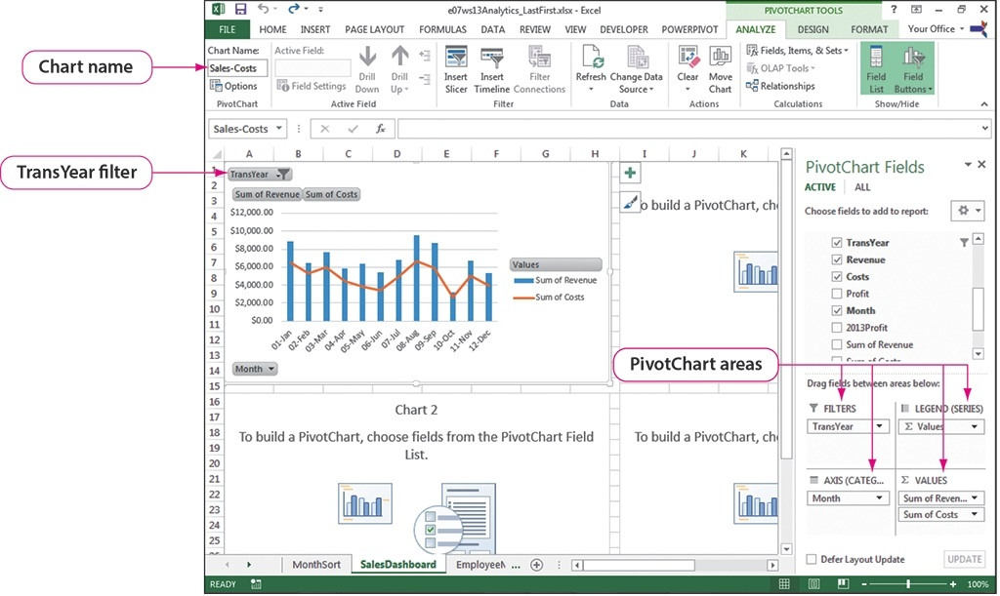 e07ws13Analytics_LastFirst.xlsx - Excel
PIVOTCHART TOOLS
FILE HOME INSERT PAGE LAYOUT FORMULAS DATA REVIEW VIEW DEVELOPER POWERPIVOT ANALYZE DESIGN FORMAT Your Office
Chart name
Chart Name:
Sales-Costs
Options
PivotChart
Active Field:
Field Settings
Drill Down
Drill Up
Active Field
Insert Slicer
Insert Timeline
Filter Connections
Filter
Refresh
Change Data Source
Data
Clear
Move Chart
Actions
Fields, Items, & Sets
OLAP Tools
Relationships
Calculations
Field List
Field Buttons
Show/Hide
Sales-Costs
fx
A B C D E F G H I J K
1
2
3
4
5
6
7
8
9
10
11
12
13
14
15
16
17
18
19
20
21
22
23
24
25
TransYear filter
TransYear
Sum of Revenue Sum of Costs
$12,000.00
$10,000.00
$8,000.00
$6,000.00
$4,000.00
$2,000.00
$0.00
01-Jan 02-Feb 03-Mar 04-Apr 05-May 06-Jun 07-Jul 08-Aug 09-Sep 10-Oct 11-Nov 12-Dec
Values
Sum of Revenue
Sum of Costs
Month
o build a PivotChart, ch
Chart 2
To build a PivotChart, choose fields from the PivotChart Field
List.
To build a PivotChart, ch
PivotChart Fields
ACTIVE ALL
Choose fields to add to report:
TransYear
Revenue
Costs
Profit
Month
2013Profit
Sum of Revenue
Sum of Costs
PivotChart areas
Drag fields between areas below:
FILTERS
TransYear
LEGEND (SERIES)
Σ Values
AXIS (CATEG...
Month
Σ VALUES
Sum of Reven...
Sum of Costs
Defer Layout Update UPDATE
MonthSort SalesDashboard EmployeeM ...
READY
100%